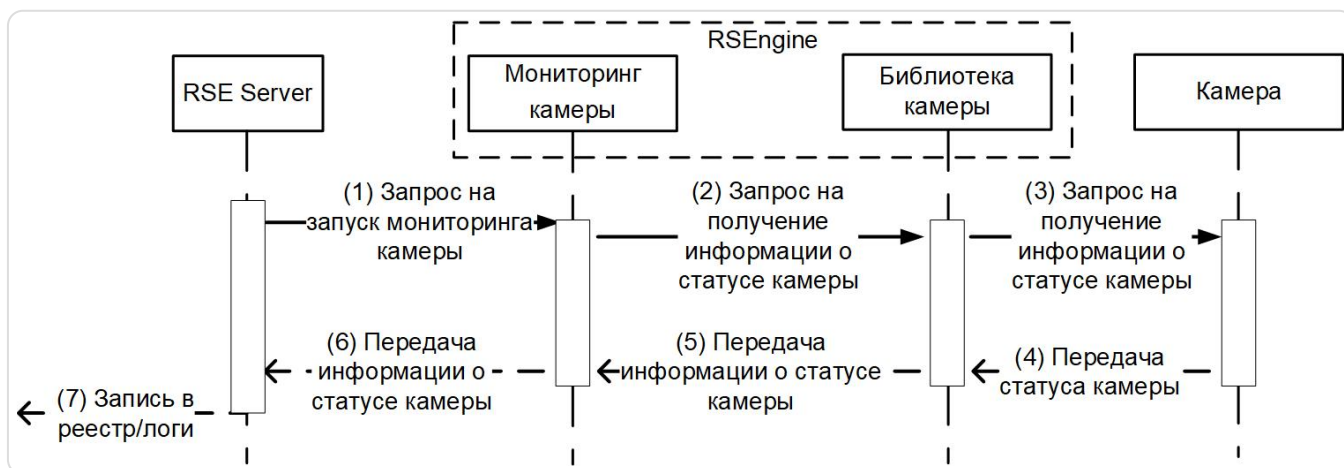 RSEngine
RSE Server
Мониторинг
камеры
Библиотека
камеры
Камера
(1) Запрос на
запуск мониторинга
камеры
(2) Запрос на
получение
информации о
статусе камеры
(3) Запрос на
получение
информации о
статусе камеры
(6) Передача
информации о
статусе камеры
(5) Передача
информации о статусе
камеры
(4) Передача
статуса камеры
(7) Запись в
реестр/логи